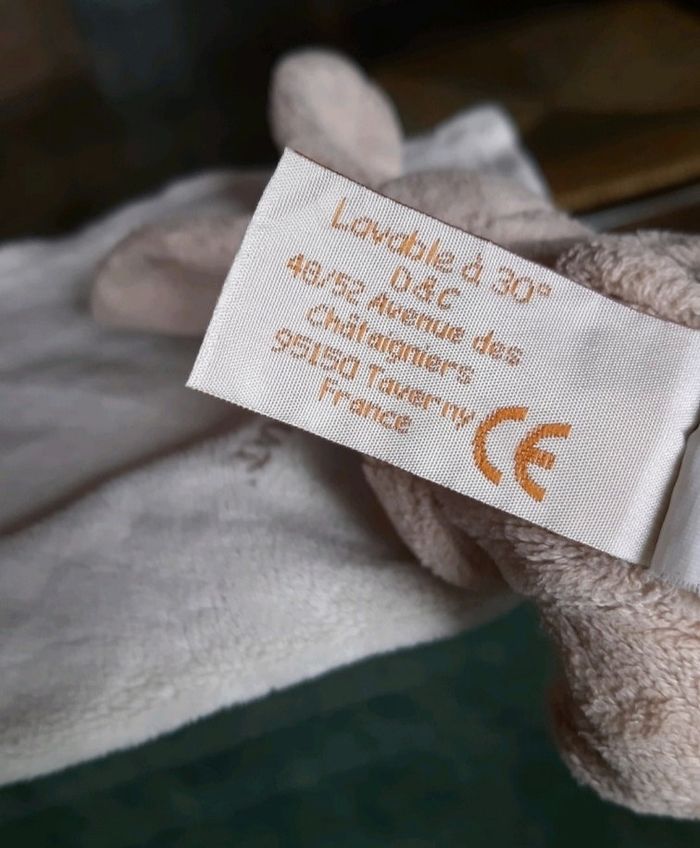 Lavable à 30°
D&C
48/52 Avenue des
Châtaigniers
95150 Taverny
France
CE